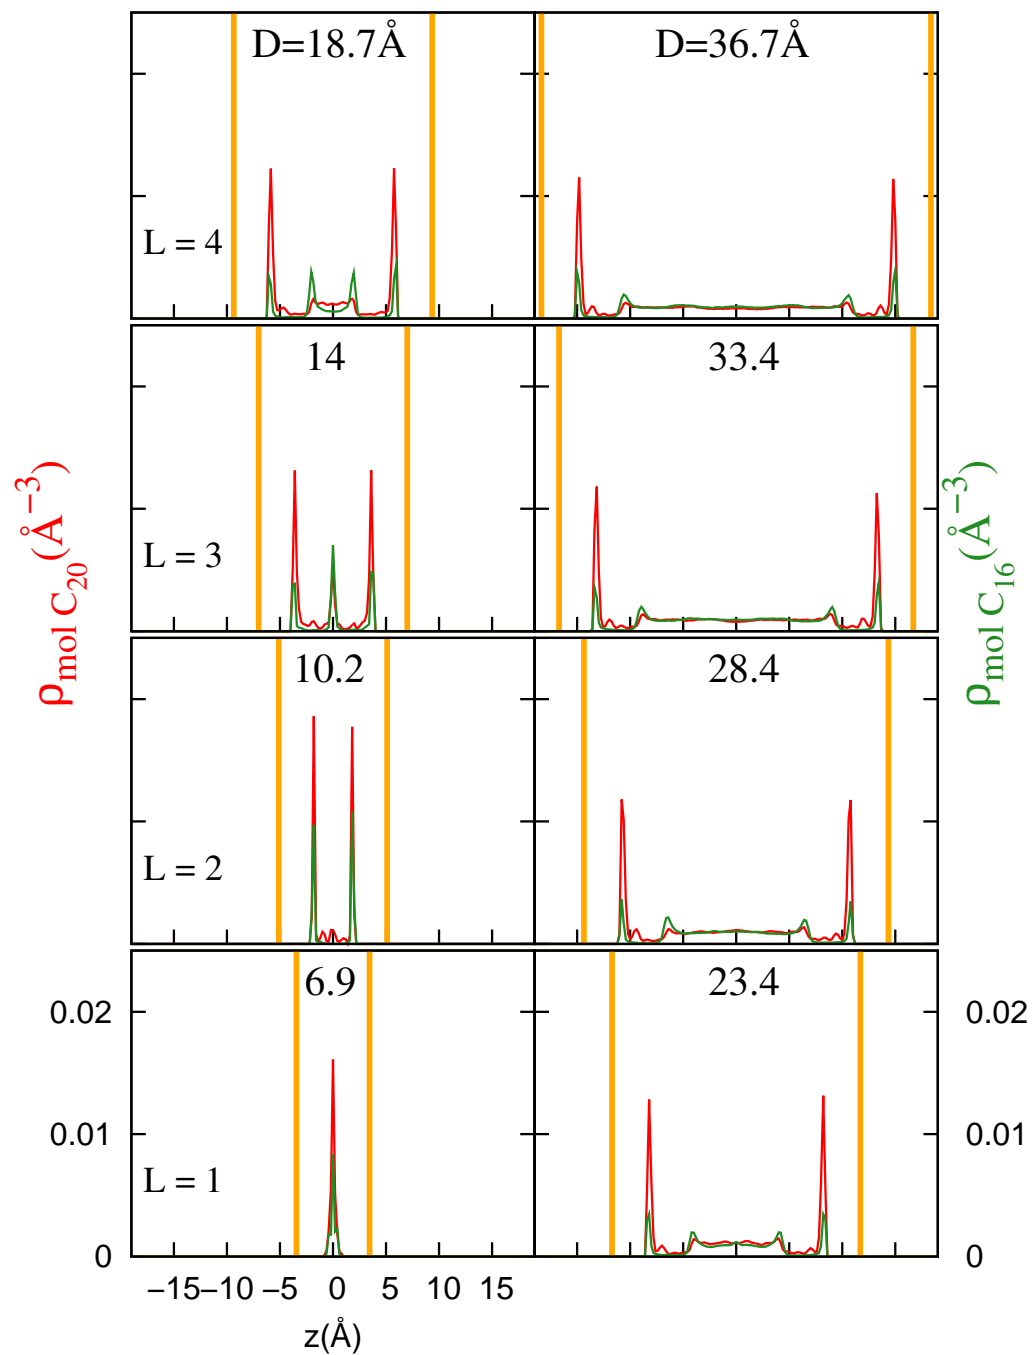 D=18.7Å
D=36.7Å
L = 4
14
33.4
L = 3
ρmol C20(Å−3)
ρmol C16(Å−3)
10.2
28.4
L = 2
6.9
23.4
0.02
0.02
0.01
0.01
L = 1
0
0
−15 −10 −5 0 5 10 15
z(Å)